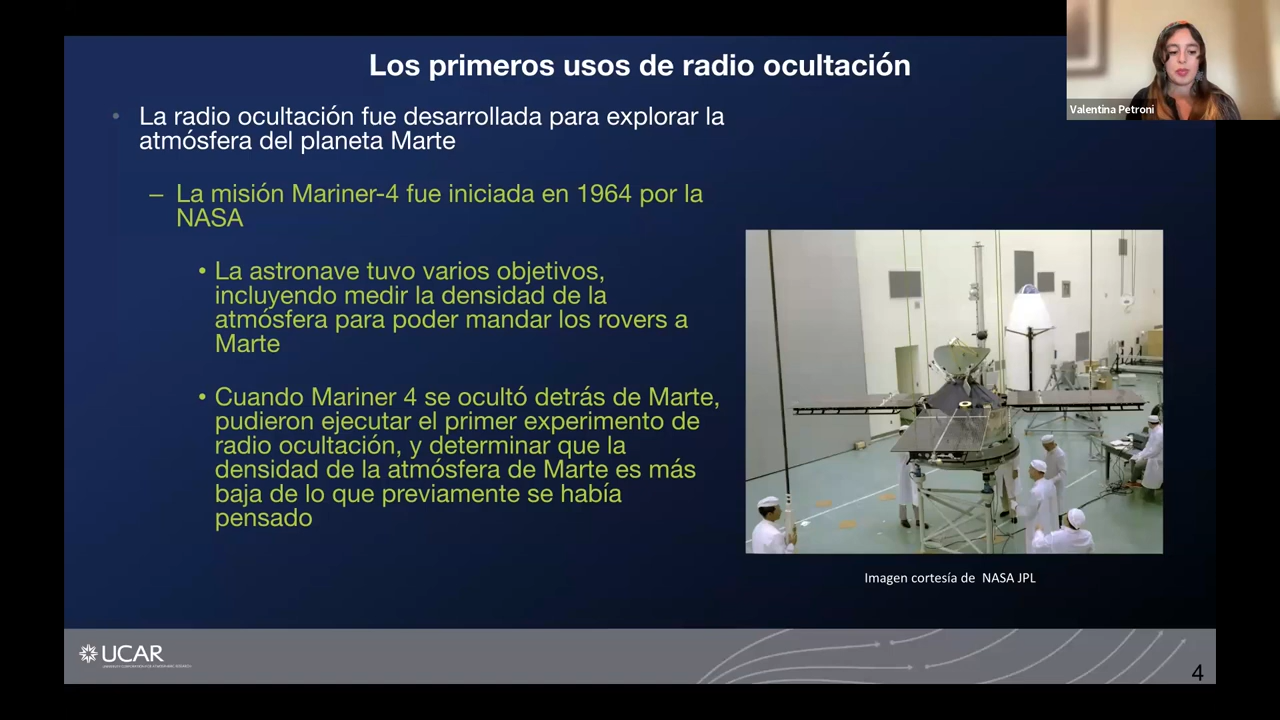 Los primeros usos de radio ocultación
Valentina Petroni
• La radio ocultación fue desarrollada para explorar la
atmósfera del planeta Marte
– La misión Mariner-4 fue iniciada en 1964 por la
NASA
• La astronave tuvo varios objetivos,
incluyendo medir la densidad de la
atmósfera para poder mandar los rovers a
Marte
• Cuando Mariner 4 se ocultó detrás de Marte,
pudieron ejecutar el primer experimento de
radio ocultación, y determinar que la
densidad de la atmósfera de Marte es más
baja de lo que previamente se había
pensado
Imagen cortesía de NASA JPL
UCAR
4